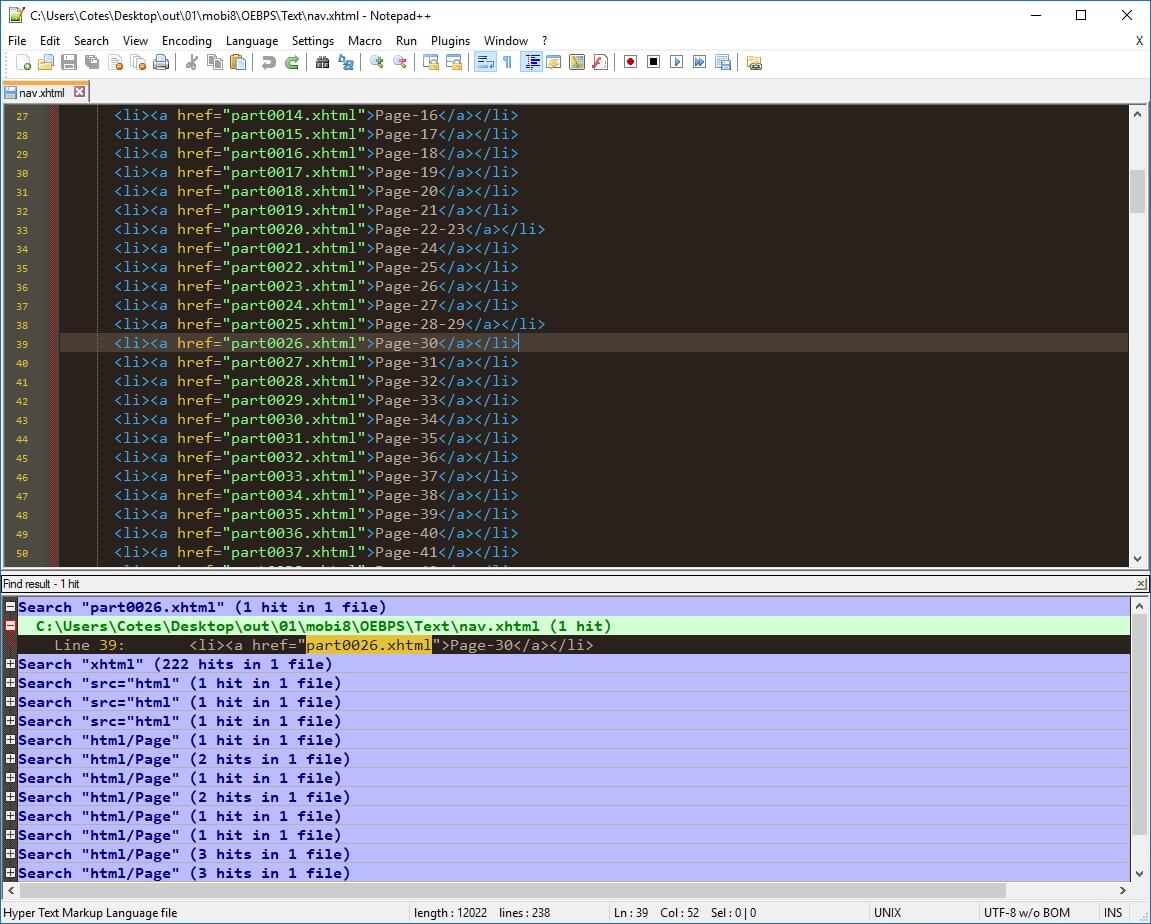 C:\Users\Cotes\Desktop\out\01\mobi8\OEBPS\Text\nav.xhtml - Notepad++
File Edit Search View Encoding Language Settings Macro Run Plugins Window ? X
nav.xhtml
27 <li><a href="part0014.xhtml">Page-16</a></li>
28 <li><a href="part0015.xhtml">Page-17</a></li>
29 <li><a href="part0016.xhtml">Page-18</a></li>
30 <li><a href="part0017.xhtml">Page-19</a></li>
31 <li><a href="part0018.xhtml">Page-20</a></li>
32 <li><a href="part0019.xhtml">Page-21</a></li>
33 <li><a href="part0020.xhtml">Page-22-23</a></li>
34 <li><a href="part0021.xhtml">Page-24</a></li>
35 <li><a href="part0022.xhtml">Page-25</a></li>
36 <li><a href="part0023.xhtml">Page-26</a></li>
37 <li><a href="part0024.xhtml">Page-27</a></li>
38 <li><a href="part0025.xhtml">Page-28-29</a></li>
39 <li><a href="part0026.xhtml">Page-30</a></li>
40 <li><a href="part0027.xhtml">Page-31</a></li>
41 <li><a href="part0028.xhtml">Page-32</a></li>
42 <li><a href="part0029.xhtml">Page-33</a></li>
43 <li><a href="part0030.xhtml">Page-34</a></li>
44 <li><a href="part0031.xhtml">Page-35</a></li>
45 <li><a href="part0032.xhtml">Page-36</a></li>
46 <li><a href="part0033.xhtml">Page-37</a></li>
47 <li><a href="part0034.xhtml">Page-38</a></li>
48 <li><a href="part0035.xhtml">Page-39</a></li>
49 <li><a href="part0036.xhtml">Page-40</a></li>
50 <li><a href="part0037.xhtml">Page-41</a></li>
Find result - 1 hit
Search "part0026.xhtml" (1 hit in 1 file)
C:\Users\Cotes\Desktop\out\01\mobi8\OEBPS\Text\nav.xhtml (1 hit)
Line 39: <li><a href="part0026.xhtml">Page-30</a></li>
Search "xhtml" (222 hits in 1 file)
Search "src="html" (1 hit in 1 file)
Search "src="html" (1 hit in 1 file)
Search "src="html" (1 hit in 1 file)
Search "html/Page" (1 hit in 1 file)
Search "html/Page" (2 hits in 1 file)
Search "html/Page" (1 hit in 1 file)
Search "html/Page" (2 hits in 1 file)
Search "html/Page" (1 hit in 1 file)
Search "html/Page" (1 hit in 1 file)
Search "html/Page" (3 hits in 1 file)
Search "html/Page" (3 hits in 1 file)
Hyper Text Markup Language file length : 12022 lines : 238 Ln : 39 Col : 52 Sel : 0 | 0 UNIX UTF-8 w/o BOM INS